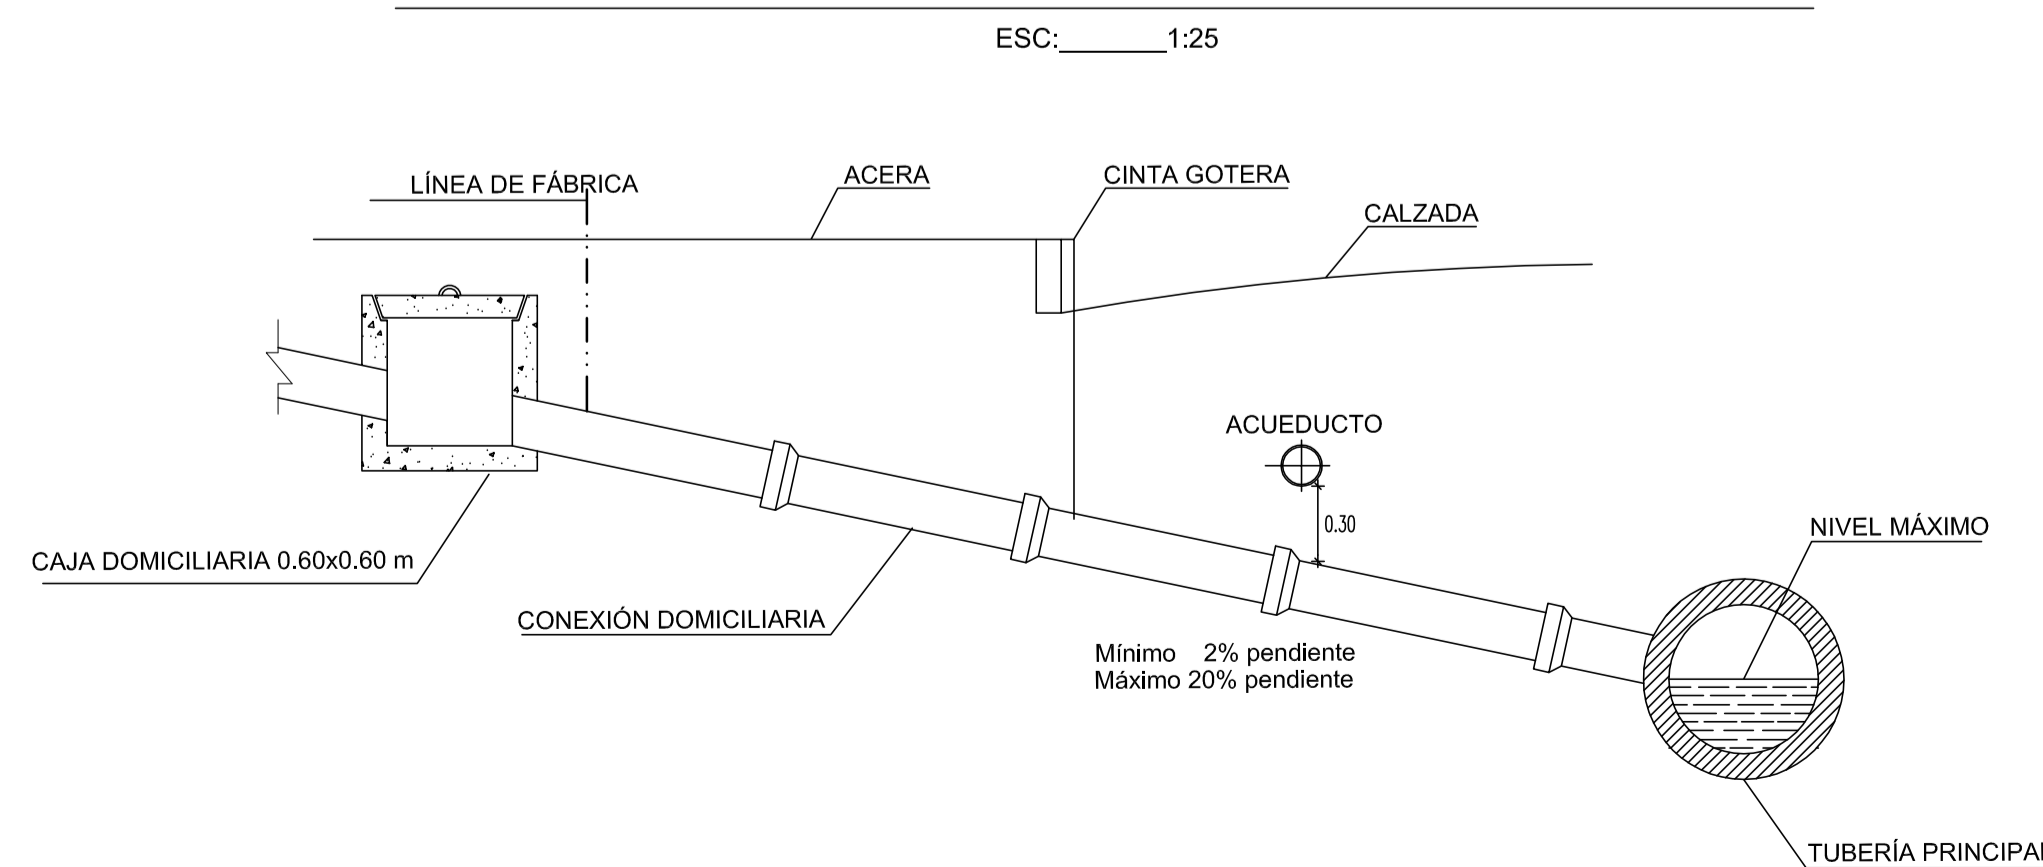 ESC:_______1:25
LÍNEA DE FÁBRICA
ACERA
CINTA GOTERA
CALZADA
ACUEDUCTO
0.30
NIVEL MÁXIMO
CAJA DOMICILIARIA 0.60x0.60 m
CONEXIÓN DOMICILIARIA
Mínimo 2% pendiente
Máximo 20% pendiente
TUBERÍA PRINCIPAL